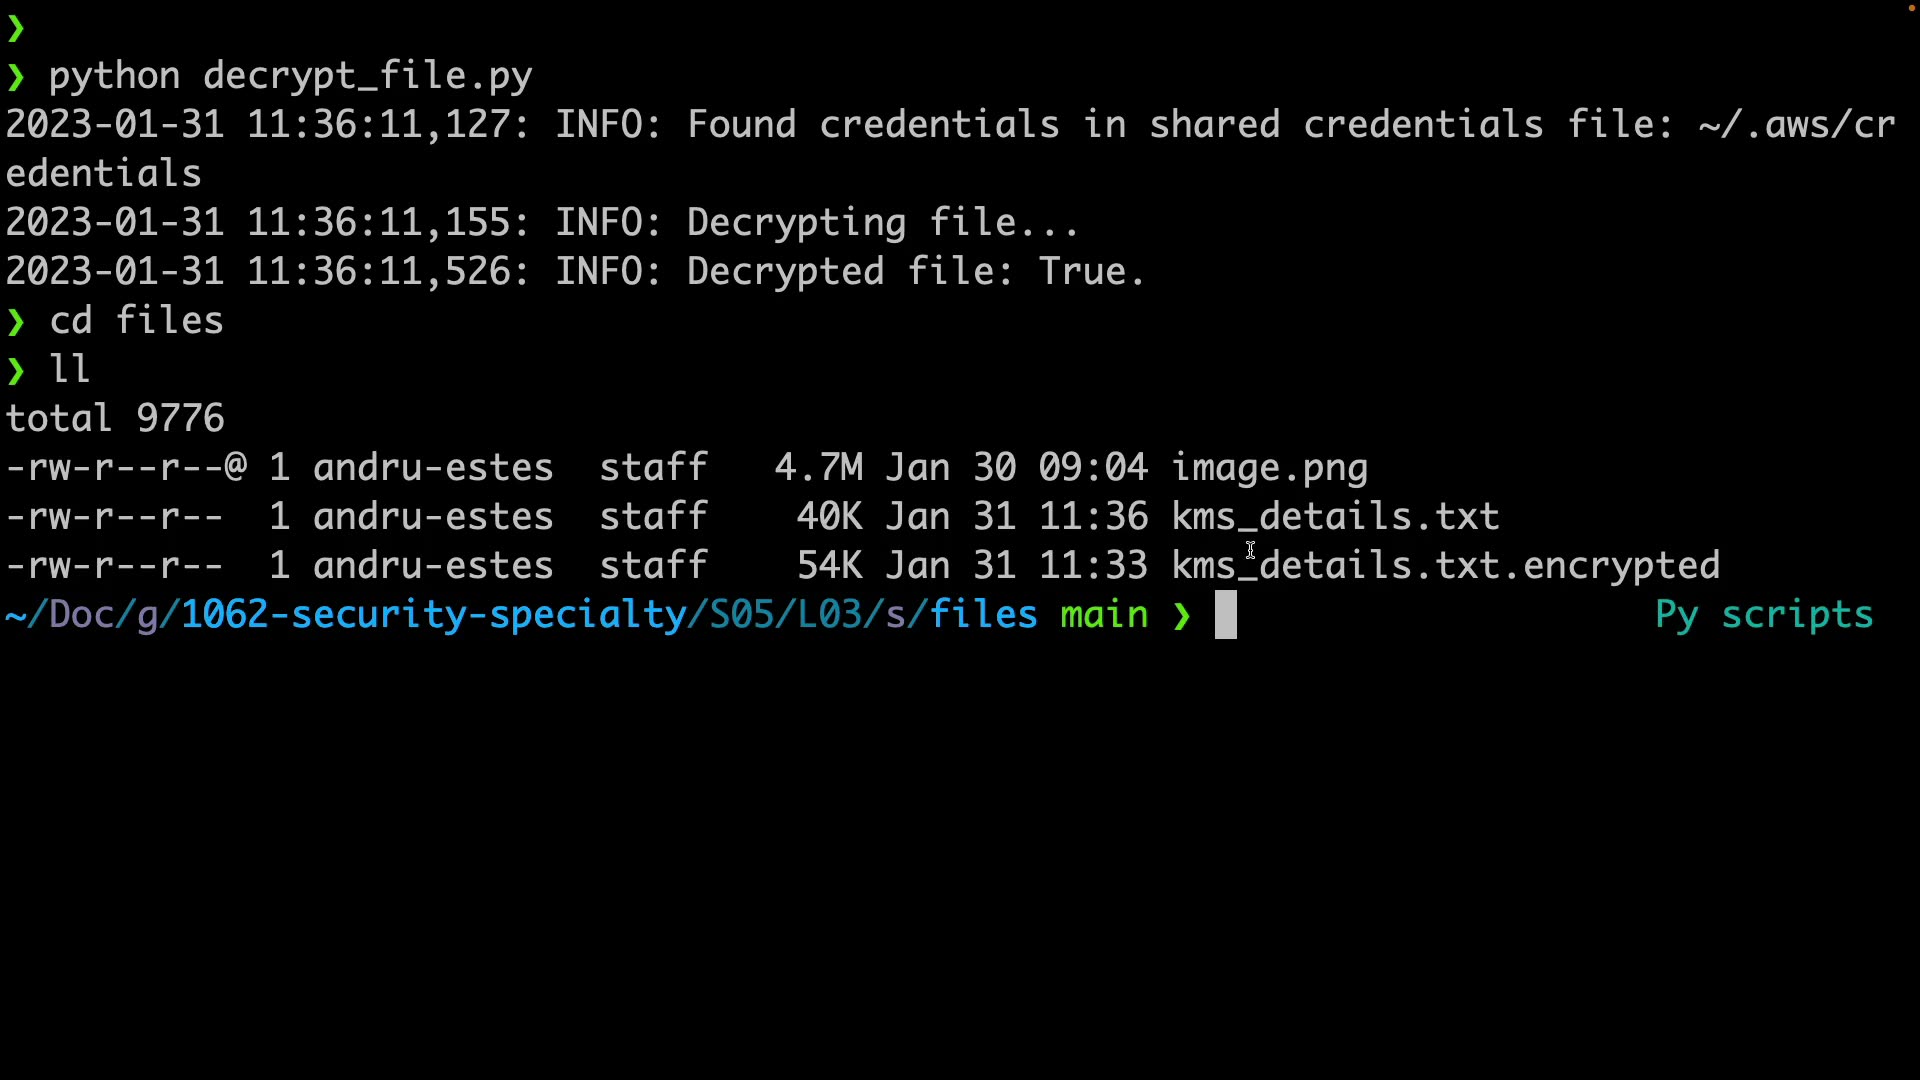 ❯
❯ python decrypt_file.py
2023-01-31 11:36:11,127: INFO: Found credentials in shared credentials file: ~/.aws/cr
edentials
2023-01-31 11:36:11,155: INFO: Decrypting file...
2023-01-31 11:36:11,526: INFO: Decrypted file: True.
❯ cd files
❯ ll
total 9776
-rw-r--r--@ 1 andru-estes  staff   4.7M Jan 30 09:04 image.png
-rw-r--r--  1 andru-estes  staff    40K Jan 31 11:36 kms_details.txt
-rw-r--r--  1 andru-estes  staff    54K Jan 31 11:33 kms_details.txt.encrypted
~/Doc/g/1062-security-specialty/S05/L03/s/files main ❯ Py scripts